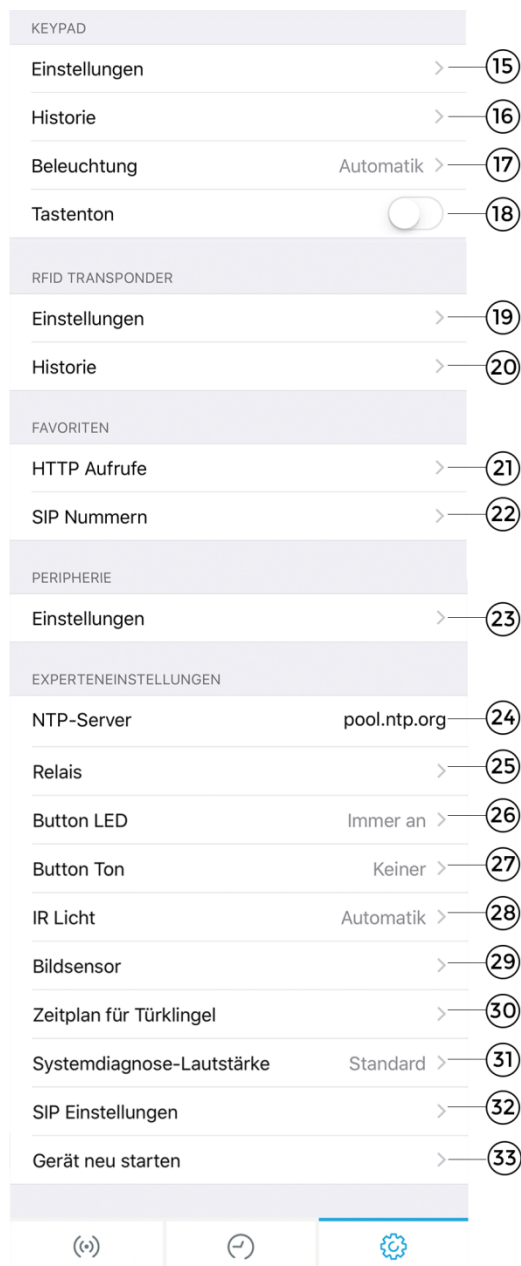 KEYPAD
Einstellungen 15
Historie 16
Beleuchtung Automatik 17
Tastenton 18
RFID TRANSPONDER
Einstellungen 19
Historie 20
FAVORITEN
HTTP Aufrufe 21
SIP Nummern 22
PERIPHERIE
Einstellungen 23
EXPERTENEINSTELLUNGEN
NTP-Server pool.ntp.org 24
Relais 25
Button LED Immer an 26
Button Ton Keiner 27
IR Licht Automatik 28
Bildsensor 29
Zeitplan für Türklingel 30
Systemdiagnose-Lautstärke Standard 31
SIP Einstellungen 32
Gerät neu starten 33